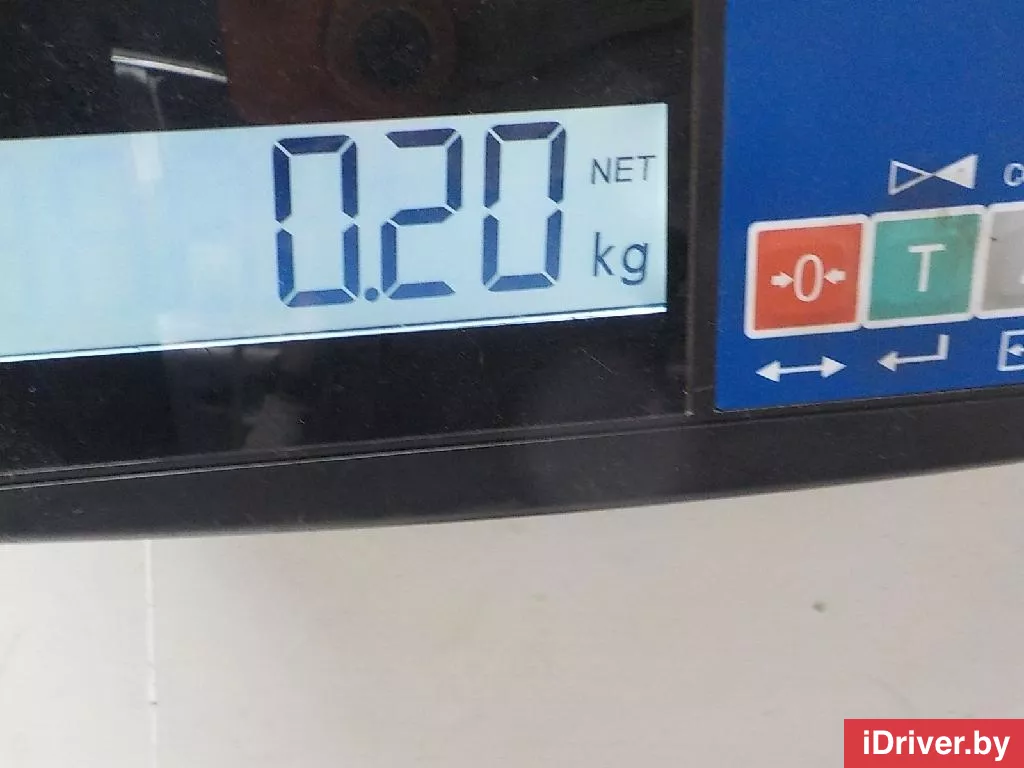 0.20 NET
kg
→0←
T
iDriver.by